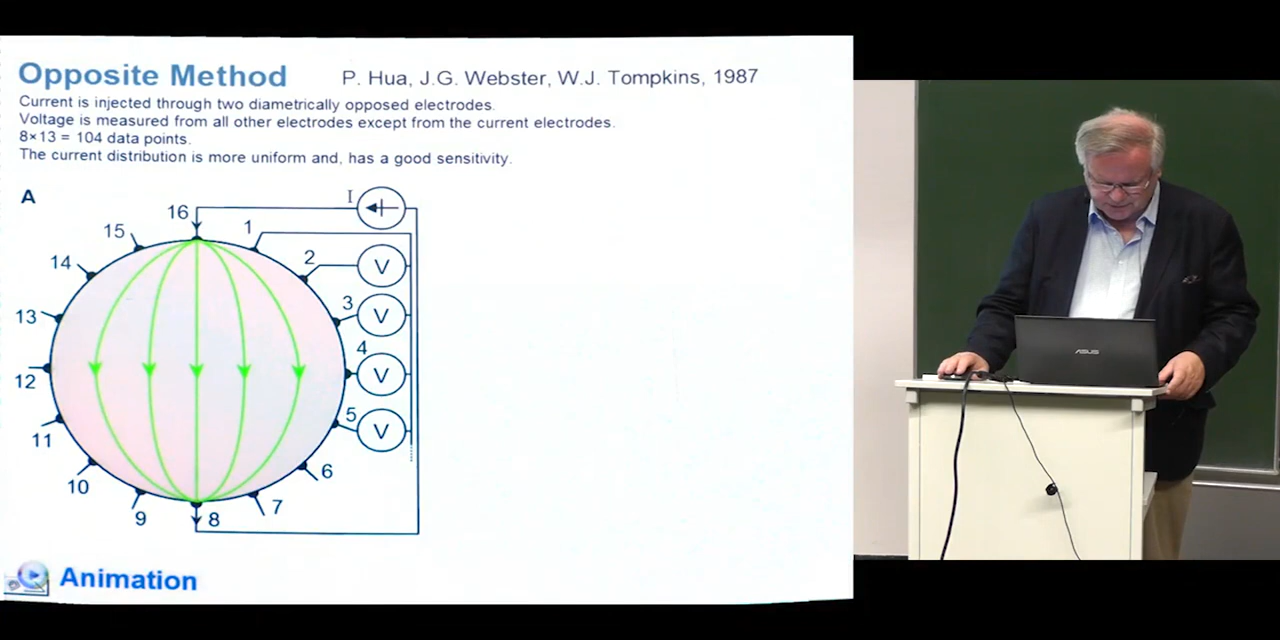 Opposite Method P. Hua, J.G. Webster, W.J. Tompkins, 1987
Current is injected through two diametrically opposed electrodes.
Voltage is measured from all other electrodes except from the current electrodes.
8×13 = 104 data points.
The current distribution is more uniform and, has a good sensitivity.
A
I
16
15
1
14
2
V
13
3
V
12
4
V
11
5
V
10
6
9
8
7
Animation
ASUS